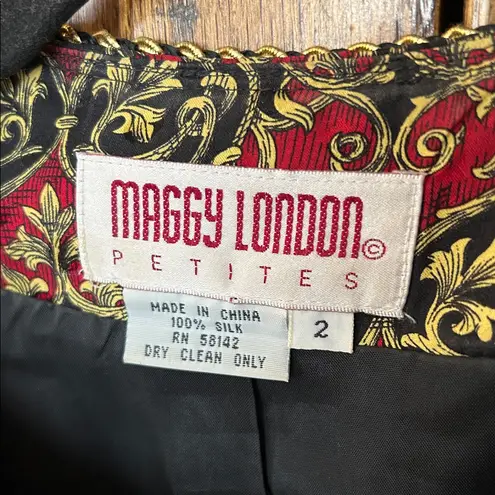 MAGGY LONDON©
PETITES
MADE IN CHINA
100% SILK
RN 58142
DRY CLEAN ONLY
2